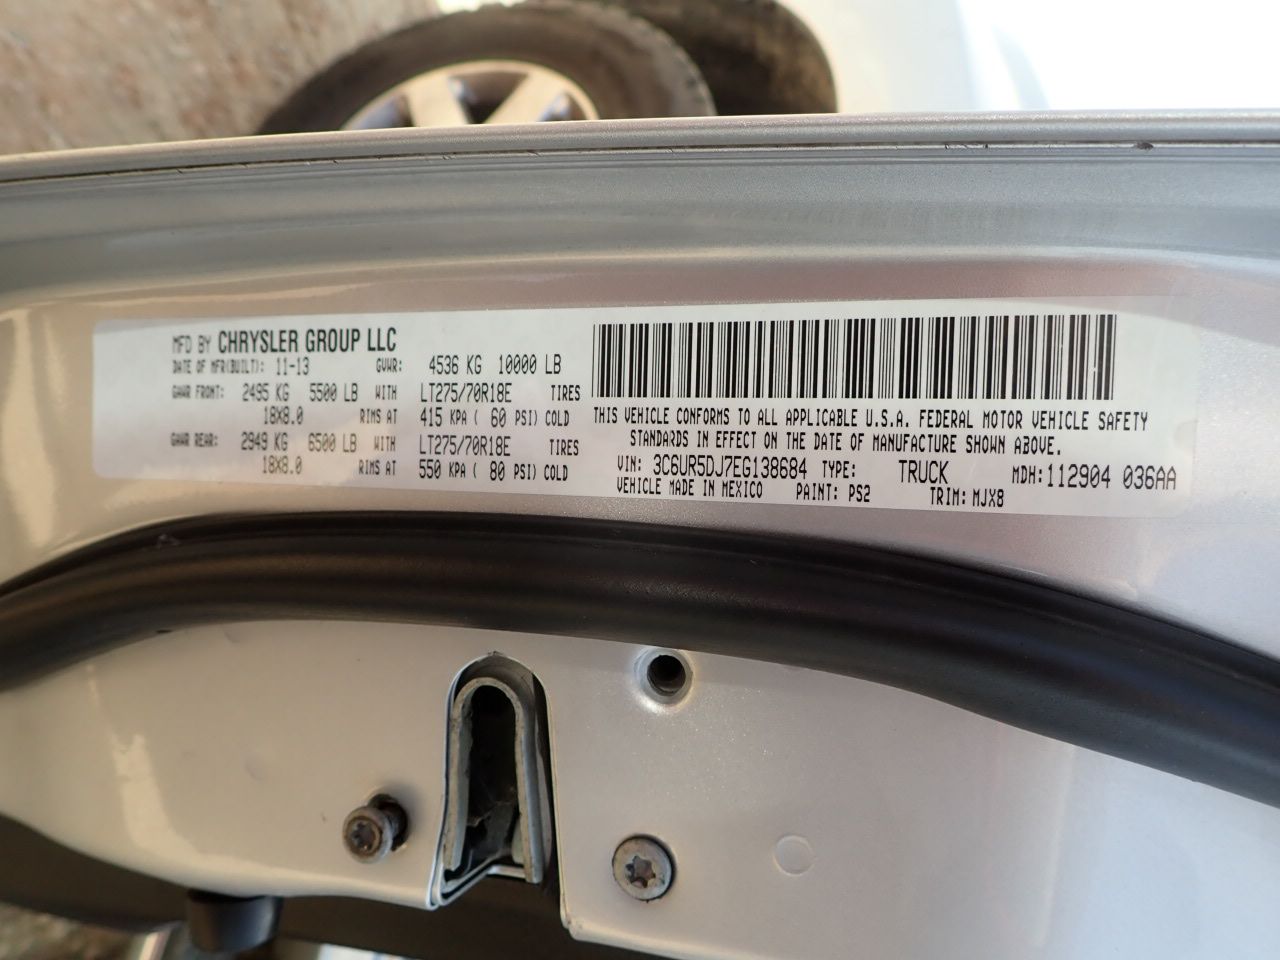 MFD BY CHRYSLER GROUP LLC
DATE OF MFR(BUILT): 11-13 GVWR: 4536 KG 10000 LB
GAWR FRONT: 2495 KG 5500 LB WITH LT275/70R18E TIRES
18X8.0 RIMS AT 415 KPA ( 60 PSI) COLD
GAWR REAR: 2949 KG 6500 LB WITH LT275/70R18E TIRES
18X8.0 RIMS AT 550 KPA ( 80 PSI) COLD
THIS VEHICLE CONFORMS TO ALL APPLICABLE U.S.A. FEDERAL MOTOR VEHICLE SAFETY
STANDARDS IN EFFECT ON THE DATE OF MANUFACTURE SHOWN ABOVE.
VIN: 3C6UR5DJ7EG138684 TYPE: TRUCK MDH:112904 036AA
VEHICLE MADE IN MEXICO PAINT: PS2 TRIM: MJX8